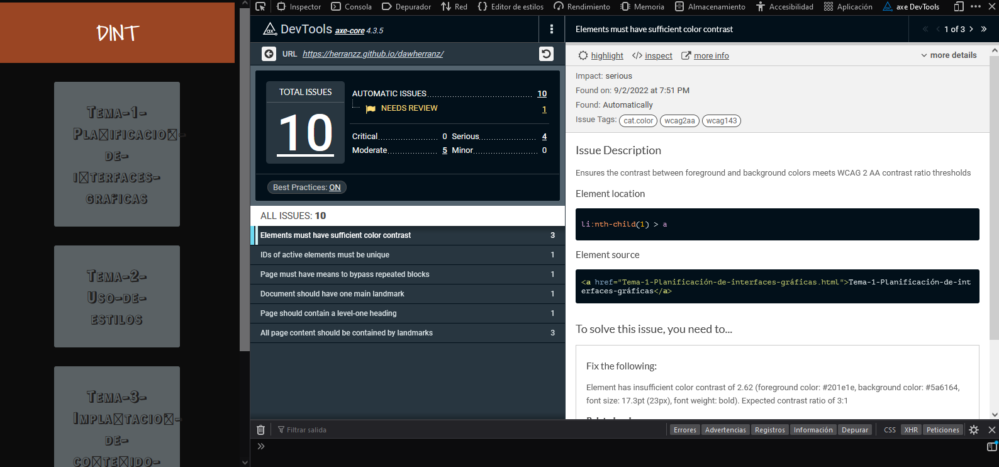 DINT
Tema-1-
Pla☒ificacio☒-
de-
i☒terfaces-
graficas
Tema-2-
Uso-de-
estilos
Tema-3-
Impla☒tacio☒-
de-
co☒te☒ido-
Inspector Consola Depurador Red Editor de estilos Rendimiento Memoria Almacenamiento Accesibilidad Aplicación axe DevTools
DevTools axe-core 4.3.5
URL https://herranzz.github.io/dawherranz/
TOTAL ISSUES
10
AUTOMATIC ISSUES 10
NEEDS REVIEW 1
Critical 0 Serious 4
Moderate 5 Minor 0
Best Practices: ON
ALL ISSUES: 10
Elements must have sufficient color contrast 3
IDs of active elements must be unique 1
Page must have means to bypass repeated blocks 1
Document should have one main landmark 1
Page should contain a level-one heading 1
All page content should be contained by landmarks 3
Elements must have sufficient color contrast
1 of 3
highlight </> inspect more info more details
Impact: serious
Found on: 9/2/2022 at 7:51 PM
Found: Automatically
Issue Tags: cat.color wcag2aa wcag143
Issue Description
Ensures the contrast between foreground and background colors meets WCAG 2 AA contrast ratio thresholds
Element location
li:nth-child(1) > a
Element source
<a href="Tema-1-Planificación-de-interfaces-gráficas.html">Tema-1-Planificación-de-int
erfaces-gráficas</a>
To solve this issue, you need to...
Fix the following:
Element has insufficient color contrast of 2.62 (foreground color: #201e1e, background color: #5a6164,
font size: 17.3pt (23px), font weight: bold). Expected contrast ratio of 3:1
Filtrar salida
Errores Advertencias Registros Información Depurar CSS XHR Peticiones